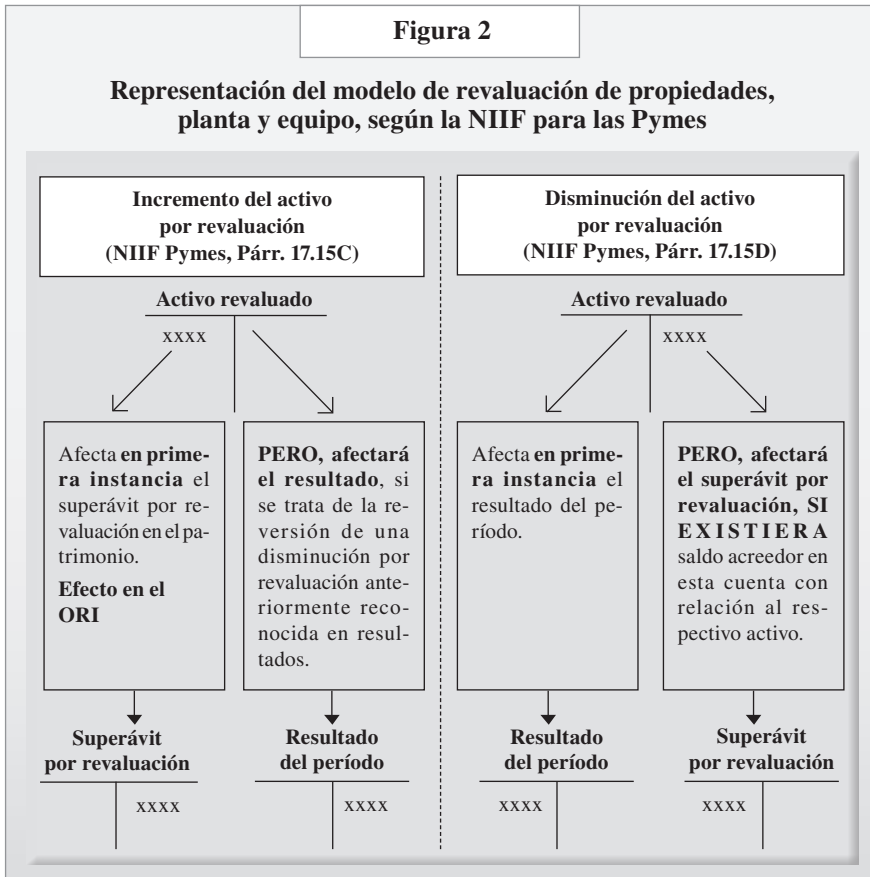 Figura 2
Representación del modelo de revaluación de propiedades,
planta y equipo, según la NIIF para las Pymes
Incremento del activo
por revaluación
(NIIF Pymes, Párr. 17.15C)
Activo revaluado
xxxx
Afecta en prime-
ra instancia el
superávit por re-
valuación en el pa-
trimonio.
Efecto en el
ORI
PERO, afectará
el resultado, si
se trata de la re-
versión de una
disminución por
revaluación ante-
riormente reco-
nocida en resul-
tados.
Superávit
por revaluación
xxxx
Resultado
del período
xxxx
Disminución del activo
por revaluación
(NIIF Pymes, Párr. 17.15D)
Activo revaluado
xxxx
Afecta en prime-
ra instancia el
resultado del pe-
ríodo.
PERO, afectará
el superávit por
revaluación, SI
EXISTIERA
saldo acreedor en
esta cuenta con
relación al res-
pectivo activo.
Resultado
del período
xxxx
Superávit
por revaluación
xxxx